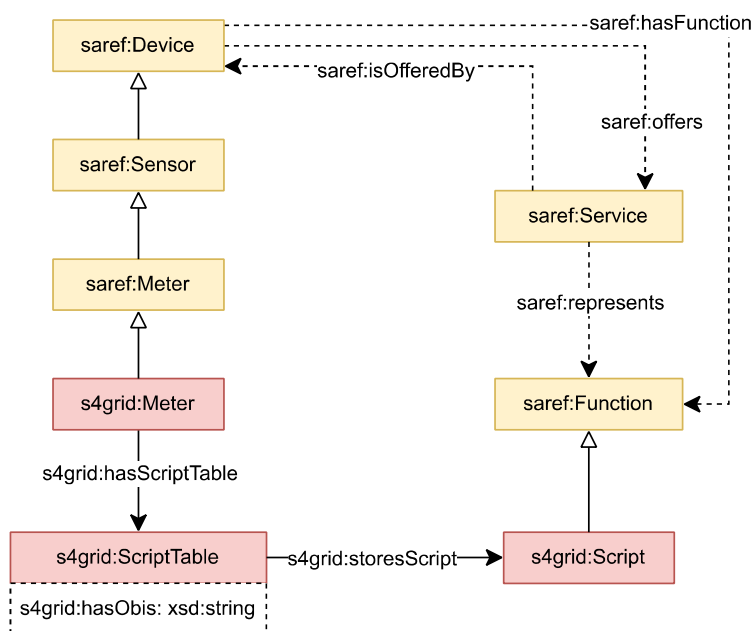 saref:hasFunction
saref:Device
saref:isOfferedBy
saref:offers
saref:Sensor
saref:Service
saref:Meter
saref:represents
s4grid:Meter
saref:Function
s4grid:hasScriptTable
s4grid:ScriptTable
s4grid:storesScript
s4grid:Script
s4grid:hasObis: xsd:string